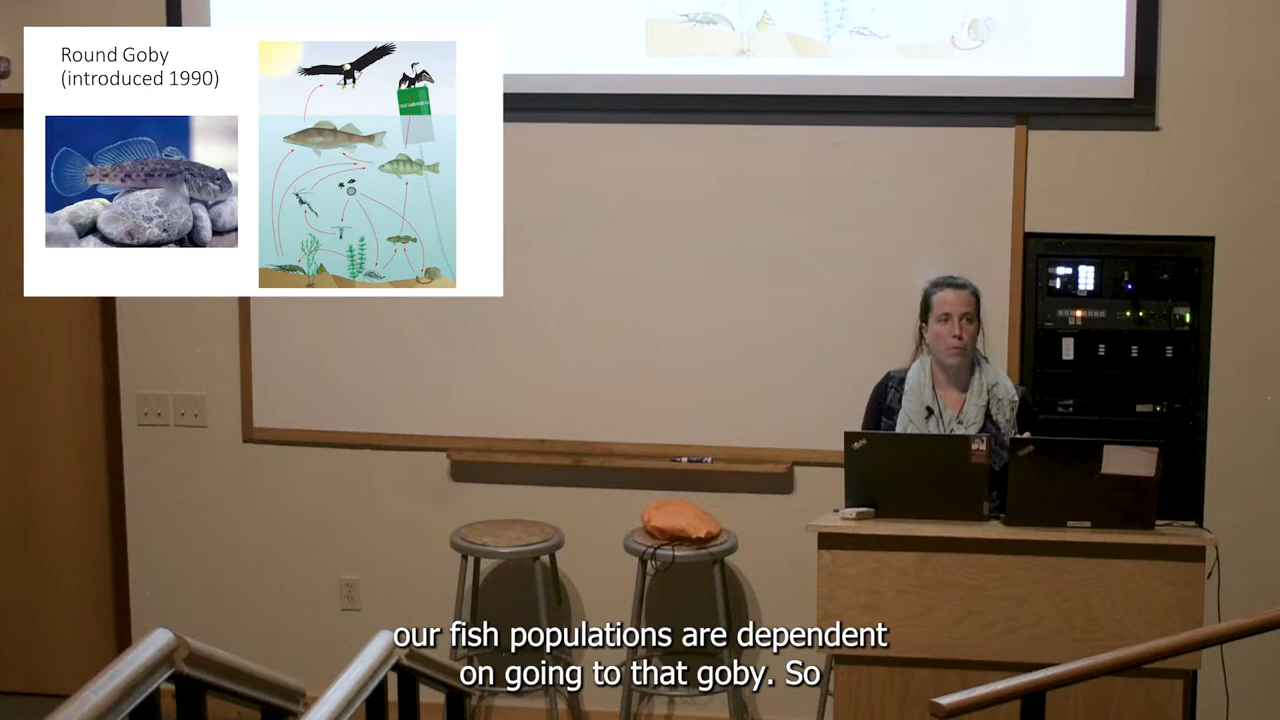 Round Goby
(introduced 1990)
our fish populations are dependent
on going to that goby. So